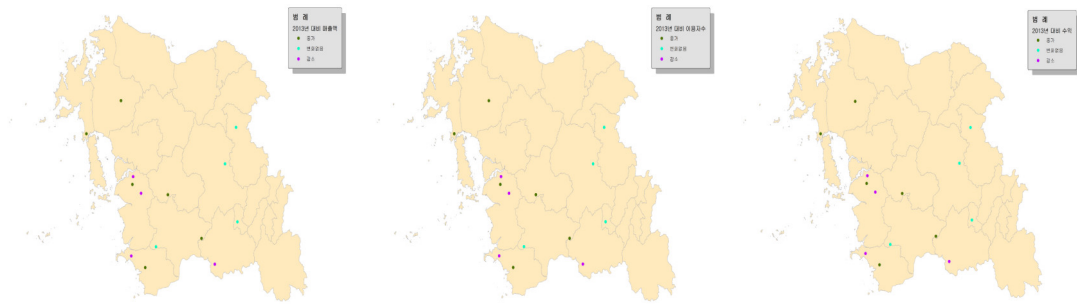 범 례
2013년 대비 매출액
증가
변화없음
감소
범 례
2013년 대비 이용자수
증가
변화없음
감소
범 례
2013년 대비 수익
증가
변화없음
감소